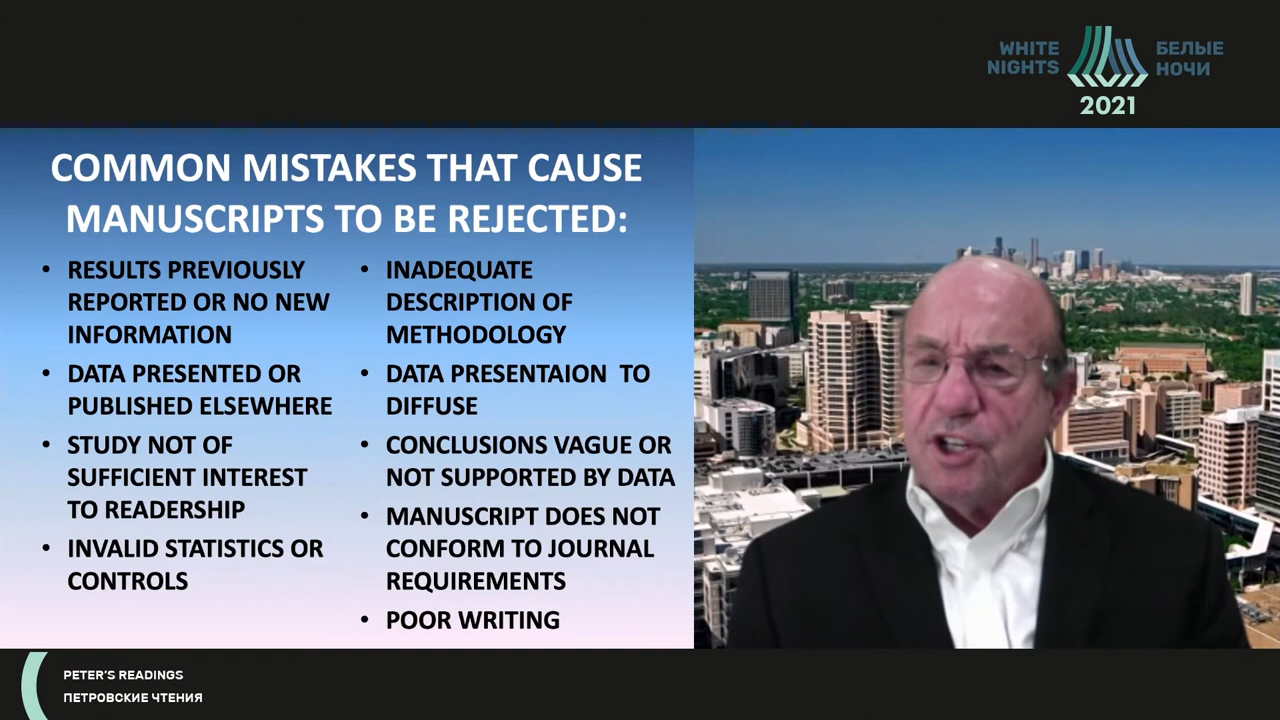 WHITE
NIGHTS
БЕЛЫЕ
НОЧИ
2021
COMMON MISTAKES THAT CAUSE
MANUSCRIPTS TO BE REJECTED:
• RESULTS PREVIOUSLY
REPORTED OR NO NEW
INFORMATION
• DATA PRESENTED OR
PUBLISHED ELSEWHERE
• STUDY NOT OF
SUFFICIENT INTEREST
TO READERSHIP
• INVALID STATISTICS OR
CONTROLS
• INADEQUATE
DESCRIPTION OF
METHODOLOGY
• DATA PRESENTAION TO
DIFFUSE
• CONCLUSIONS VAGUE OR
NOT SUPPORTED BY DATA
• MANUSCRIPT DOES NOT
CONFORM TO JOURNAL
REQUIREMENTS
• POOR WRITING
PETER'S READINGS
ПЕТРОВСКИЕ ЧТЕНИЯ